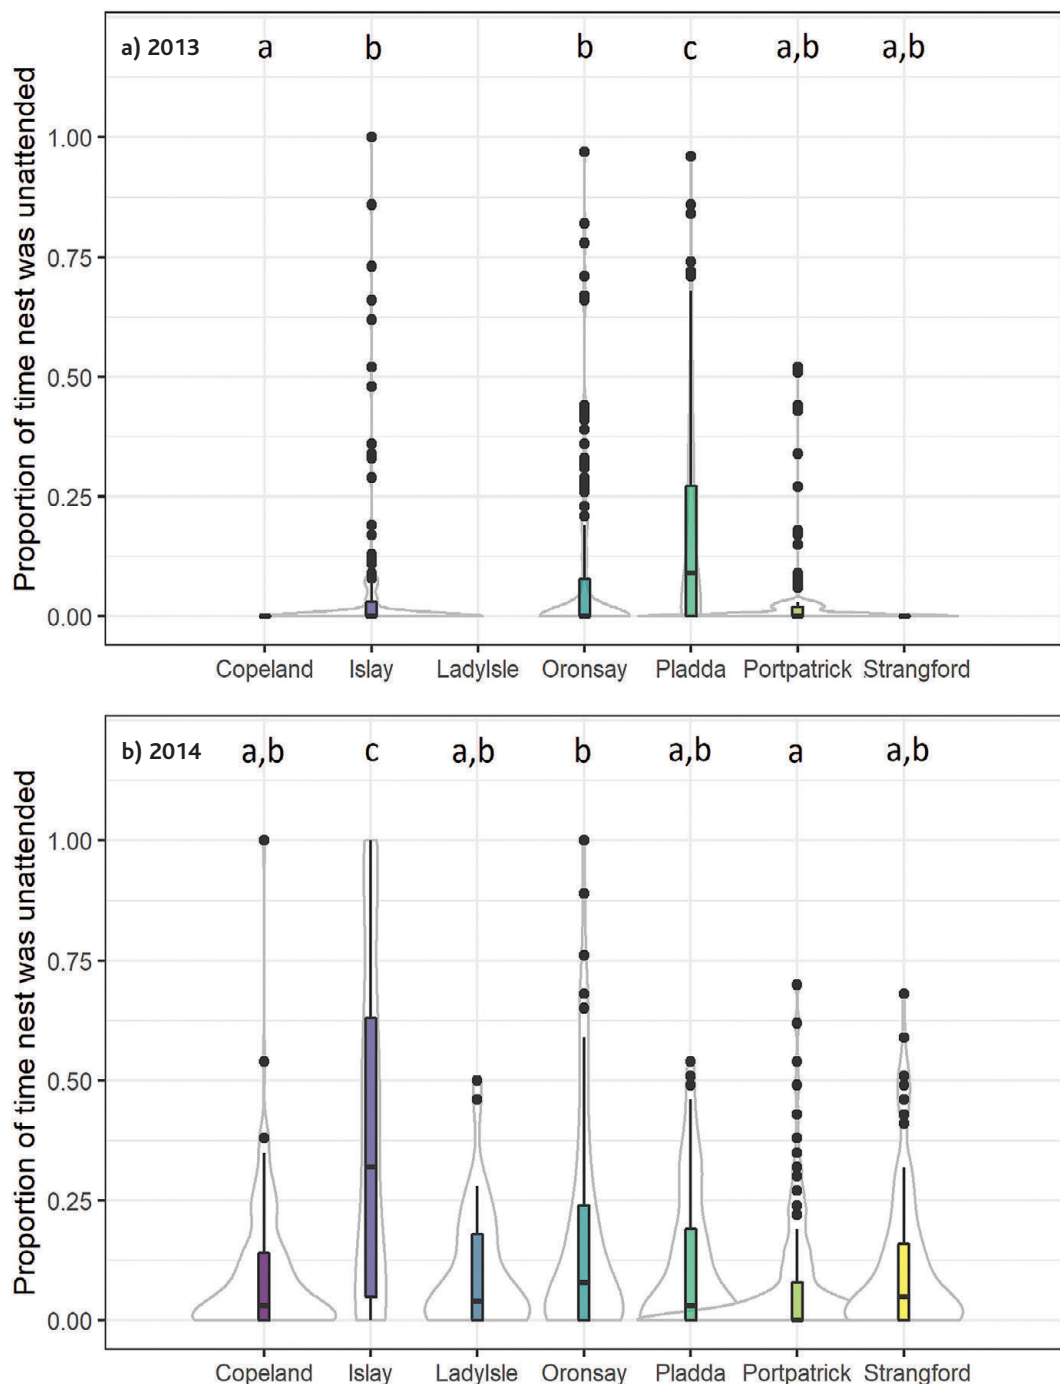 a) 2013
a b b c a,b a,b
Proportion of time nest was unattended
1.00
0.75
0.50
0.25
0.00
Copeland Islay LadyIsle Oronsay Pladda Portpatrick Strangford
b) 2014
a,b c a,b b a,b a a,b
Proportion of time nest was unattended
1.00
0.75
0.50
0.25
0.00
Copeland Islay LadyIsle Oronsay Pladda Portpatrick Strangford